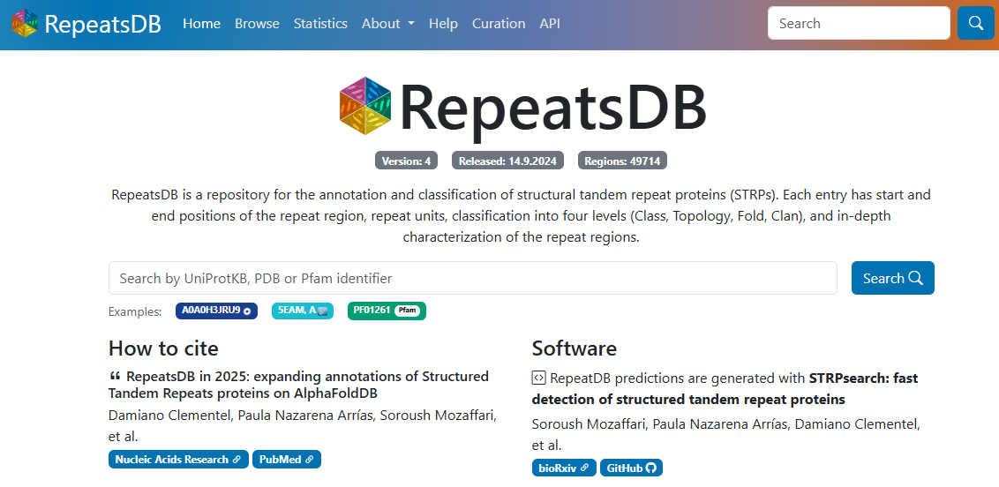 RepeatsDB Home Browse Statistics About Help Curation API Search
RepeatsDB
Version: 4 Released: 14.9.2024 Regions: 49714
RepeatsDB is a repository for the annotation and classification of structural tandem repeat proteins (STRPs). Each entry has start and
end positions of the repeat region, repeat units, classification into four levels (Class, Topology, Fold, Clan), and in-depth
characterization of the repeat regions.
Search by UniProtKB, PDB or Pfam identifier Search
Examples: A0A0H3JRU9 5EAM, A PF01261 Pfam
How to cite
❝ RepeatsDB in 2025: expanding annotations of Structured
Tandem Repeats proteins on AlphaFoldDB
Damiano Clementel, Paula Nazarena Arrías, Soroush Mozaffari,
et al.
Nucleic Acids Research PubMed
Software
RepeatDB predictions are generated with STRPsearch: fast
detection of structured tandem repeat proteins
Soroush Mozaffari, Paula Nazarena Arrías, Damiano Clementel,
et al.
bioRxiv GitHub